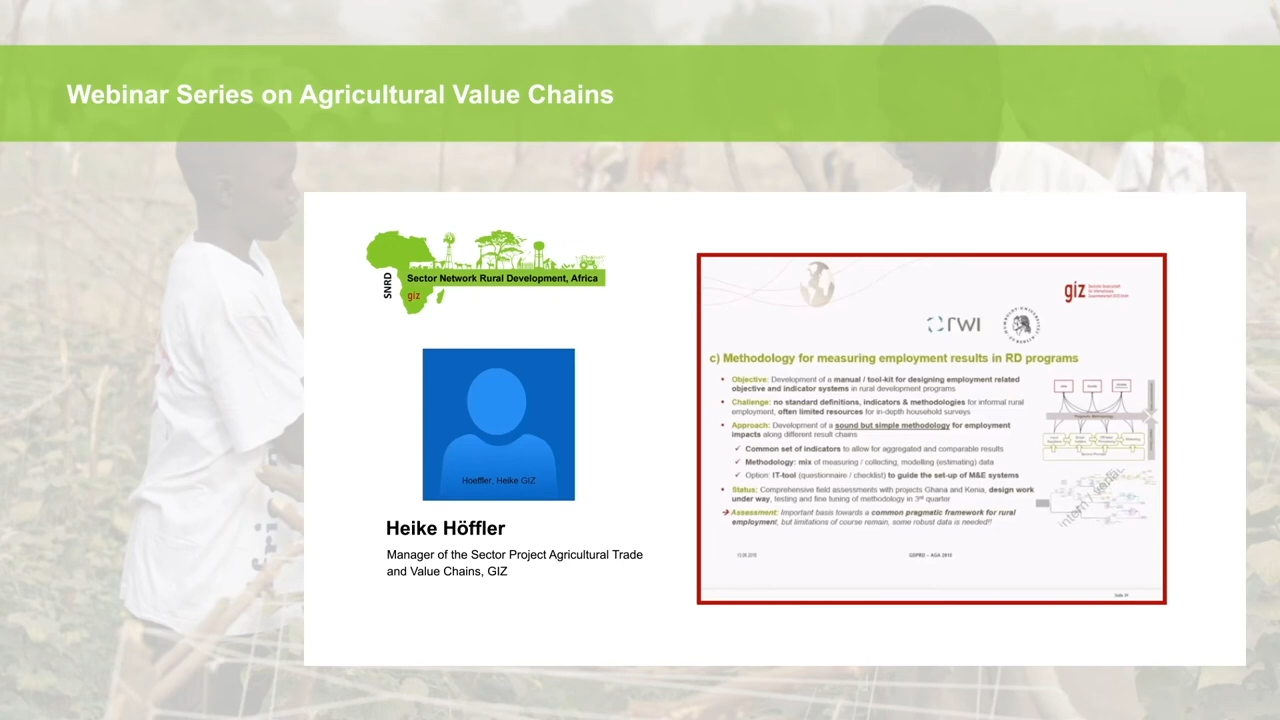 Webinar Series on Agricultural Value Chains
SNRD
Sector Network Rural Development, Africa
giz
Hoeffler, Heike GIZ
Heike Höffler
Manager of the Sector Project Agricultural Trade
and Value Chains, GIZ
giz
rwi
c) Methodology for measuring employment results in RD programs
• Objective: Development of a manual / tool-kit for designing employment related
objective and indicator systems in rural development programs
• Challenge: no standard definitions, indicators & methodologies for informal rural
employment, often limited resources for in-depth household surveys
• Approach: Development of a sound but simple methodology for employment
impacts along different result chains
✓ Common set of indicators to allow for aggregated and comparable results
✓ Methodology: mix of measuring / collecting, modelling (estimating) data
✓ Option: IT-tool (questionnaire / checklist) to guide the set-up of M&E systems
• Status: Comprehensive field assessments with projects Ghana and Kenia, design work
under way, testing and fine tuning of methodology in 3rd quarter
➔ Assessment: Important basis towards a common pragmatic framework for rural
employment, but limitations of course remain, some robust data is needed!!